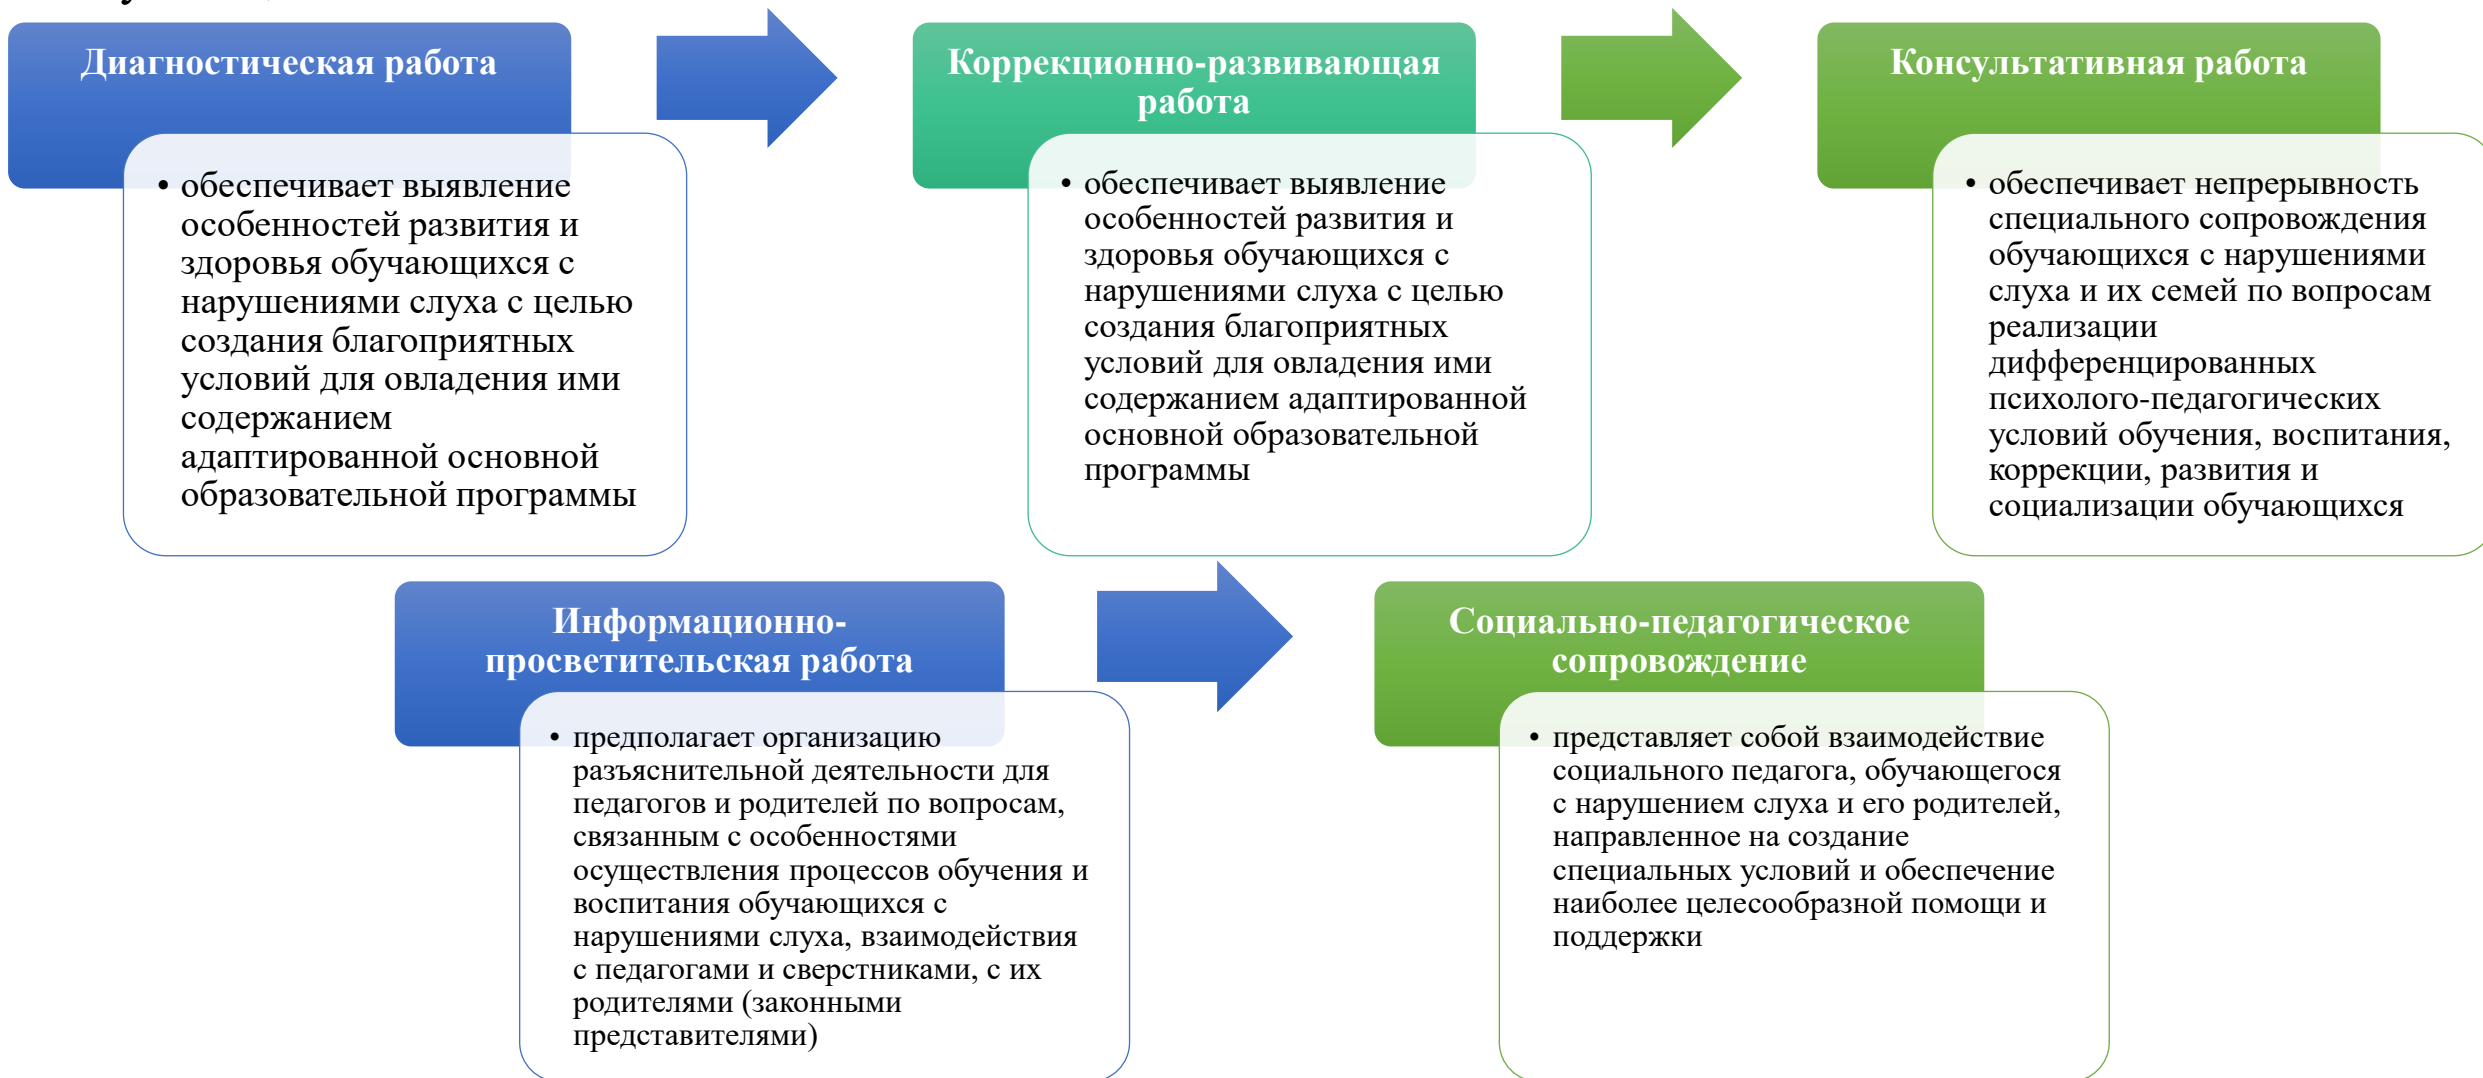 Диагностическая работа
• обеспечивает выявление
особенностей развития и
здоровья обучающихся с
нарушениями слуха с целью
создания благоприятных
условий для овладения ими
содержанием
адаптированной основной
образовательной программы
Коррекционно-развивающая
работа
• обеспечивает выявление
особенностей развития и
здоровья обучающихся с
нарушениями слуха с целью
создания благоприятных
условий для овладения ими
содержанием адаптированной
основной образовательной
программы
Консультативная работа
• обеспечивает непрерывность
специального сопровождения
обучающихся с нарушениями
слуха и их семей по вопросам
реализации
дифференцированных
психолого-педагогических
условий обучения, воспитания,
коррекции, развития и
социализации обучающихся
Информационно-
просветительская работа
• предполагает организацию
разъяснительной деятельности для
педагогов и родителей по вопросам,
связанным с особенностями
осуществления процессов обучения и
воспитания обучающихся с
нарушениями слуха, взаимодействия
с педагогами и сверстниками, с их
родителями (законными
представителями)
Социально-педагогическое
сопровождение
• представляет собой взаимодействие
социального педагога, обучающегося
с нарушением слуха и его родителей,
направленное на создание
специальных условий и обеспечение
наиболее целесообразной помощи и
поддержки